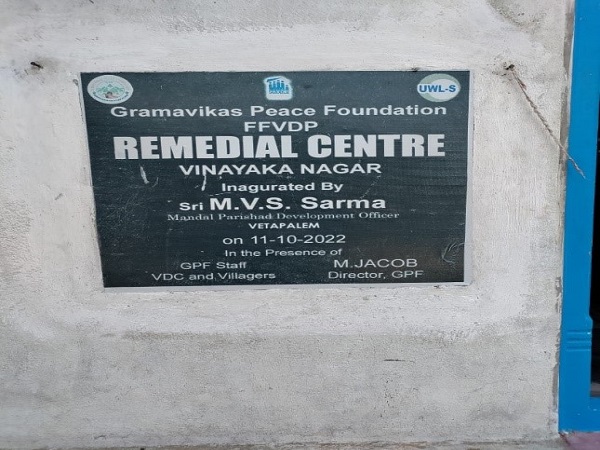 UWL-S
Gramavikas Peace Foundation
FFVDP
REMEDIAL CENTRE
VINAYAKA NAGAR
Inagurated By
Sri M.V.S. Sarma
Mandal Parishad Development Officer
VETAPALEM
on 11-10-2022
In the Presence of
GPF Staff M.JACOB
VDC and Villagers Director, GPF